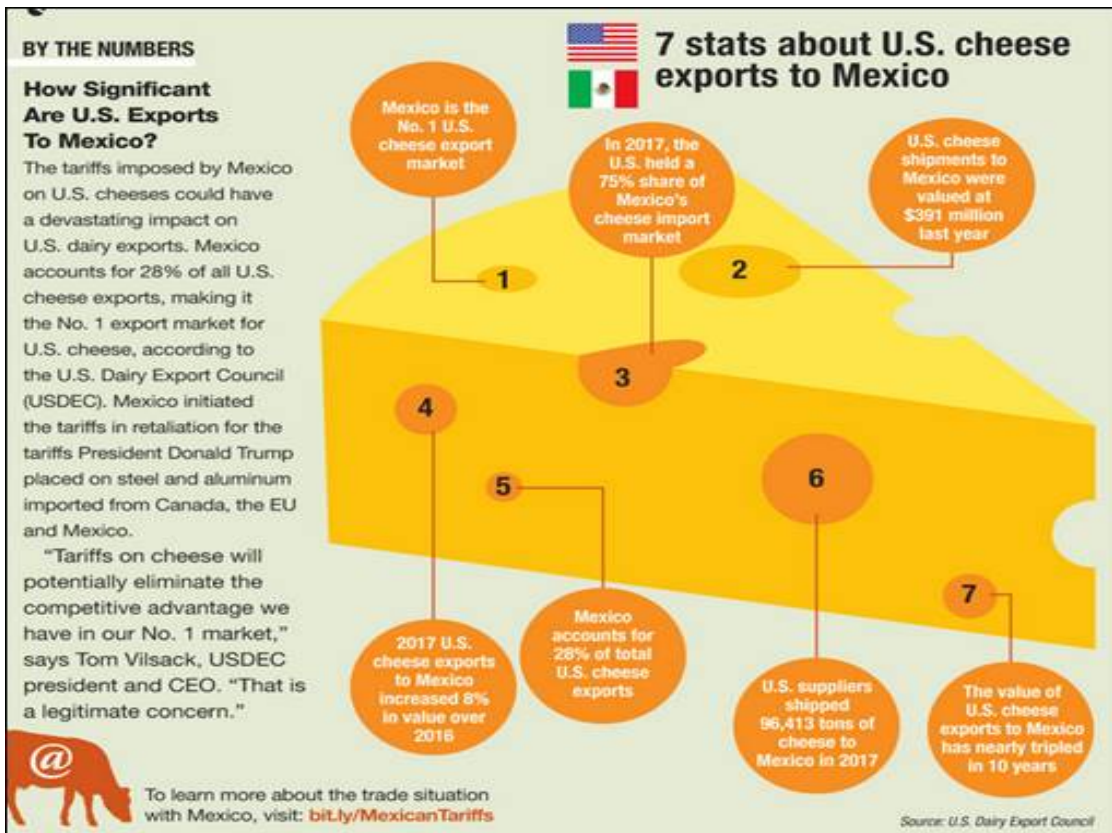 BY THE NUMBERS
How Significant
Are U.S. Exports
To Mexico?
The tariffs imposed by Mexico
on U.S. cheeses could have
a devastating impact on
U.S. dairy exports. Mexico
accounts for 28% of all U.S.
cheese exports, making it
the No. 1 export market for
U.S. cheese, according to
the U.S. Dairy Export Council
(USDEC). Mexico initiated
the tariffs in retaliation for the
tariffs President Donald Trump
placed on steel and aluminum
imported from Canada, the EU
and Mexico.
“Tariffs on cheese will
potentially eliminate the
competitive advantage we
have in our No. 1 market,”
says Tom Vilsack, USDEC
president and CEO. “That is
a legitimate concern.”
@
To learn more about the trade situation
with Mexico, visit: bit.ly/MexicanTariffs
7 stats about U.S. cheese
exports to Mexico
Mexico is the
No. 1 U.S.
cheese export
market
In 2017, the
U.S. held a
75% share of
Mexico's
cheese import
market
U.S. cheese
shipments to
Mexico were
valued at
$391 million
last year
1
2
3
4
5
6
7
2017 U.S.
cheese exports
to Mexico
increased 8%
in value over
2016
Mexico
accounts for
28% of total
U.S. cheese
exports
U.S. suppliers
shipped
96,413 tons of
cheese to
Mexico in 2017
The value of
U.S. cheese
exports to Mexico
has nearly tripled
in 10 years
Source: U.S. Dairy Export Council